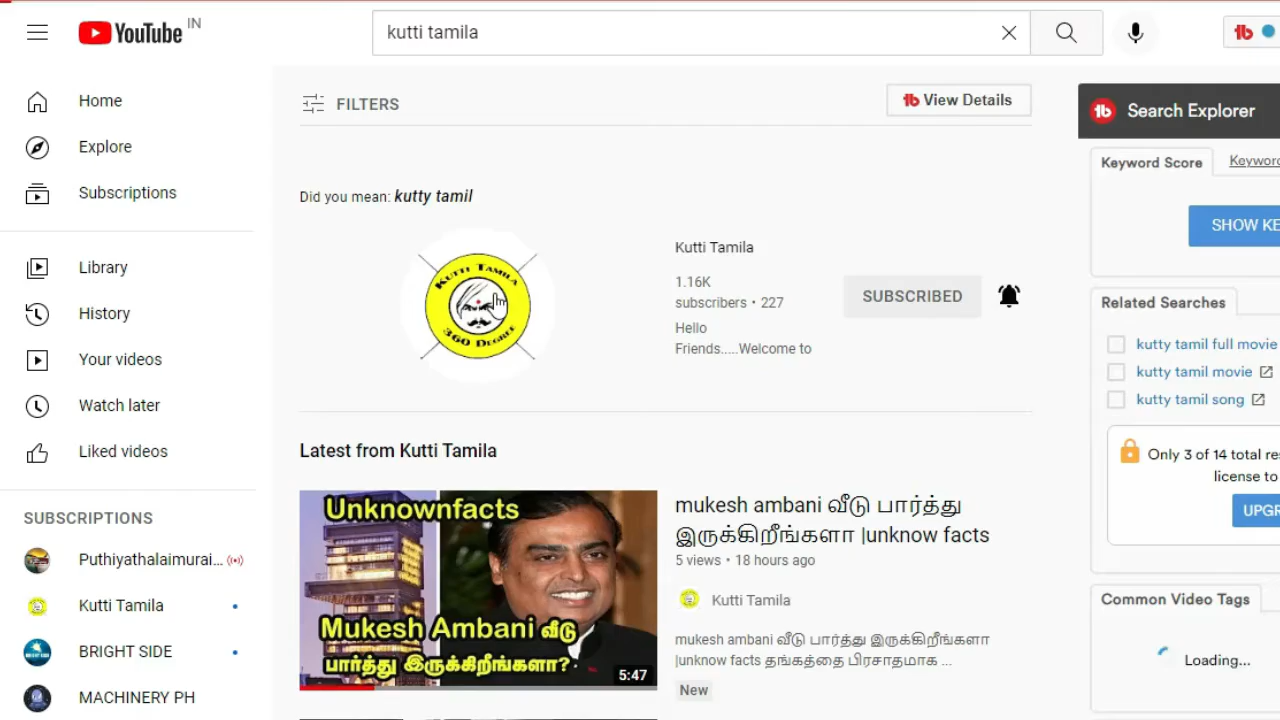 YouTube IN
kutti tamila
Home
Explore
Subscriptions
Library
History
Your videos
Watch later
Liked videos
SUBSCRIPTIONS
Puthiyathalaimurai...
Kutti Tamila
BRIGHT SIDE
MACHINERY PH
FILTERS
View Details
Did you mean: kutty tamil
KUTTI TAMILA
360 DEGREE
Kutti Tamila
1.16K
subscribers • 227
Hello
Friends.....Welcome to
SUBSCRIBED
Latest from Kutti Tamila
Unknownfacts
Mukesh Ambani வீடு
பார்த்து இருக்கிறீங்களா?
5:47
mukesh ambani வீடு பார்த்து
இருக்கிறீங்களா |unknow facts
5 views • 18 hours ago
Kutti Tamila
mukesh ambani வீடு பார்த்து இருக்கிறீங்களா
|unknow facts தங்கத்தை பிரசாதமாக ...
New
Search Explorer
Keyword Score
Keyword
SHOW KE
Related Searches
kutty tamil full movie
kutty tamil movie
kutty tamil song
Only 3 of 14 total res
license to
UPGR
Common Video Tags
Loading...